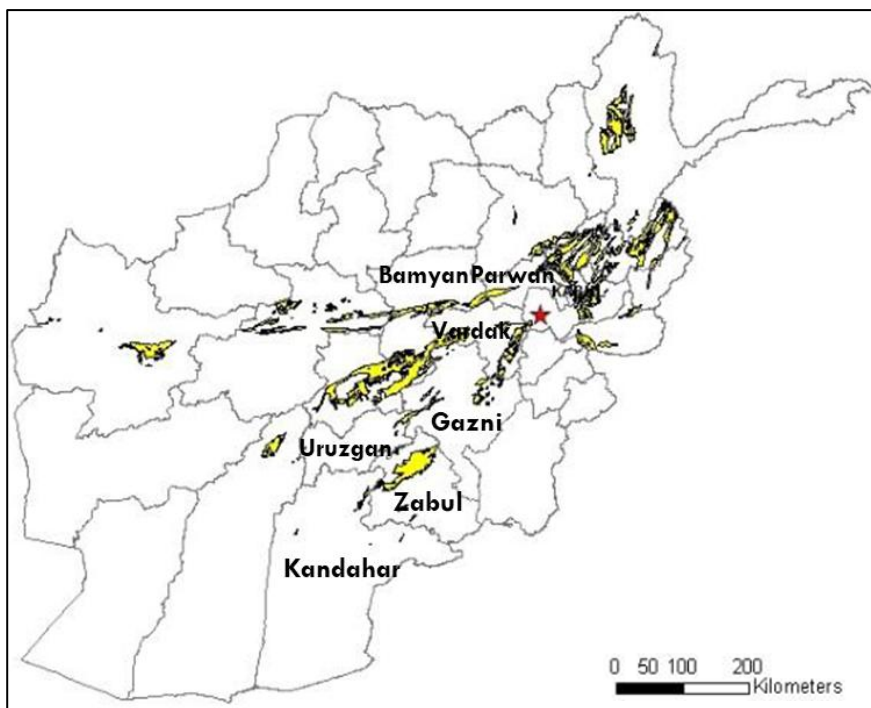 BamyanParwan
Vardak
Gazni
Uruzgan
Zabul
Kandahar
0 50 100 200
Kilometers